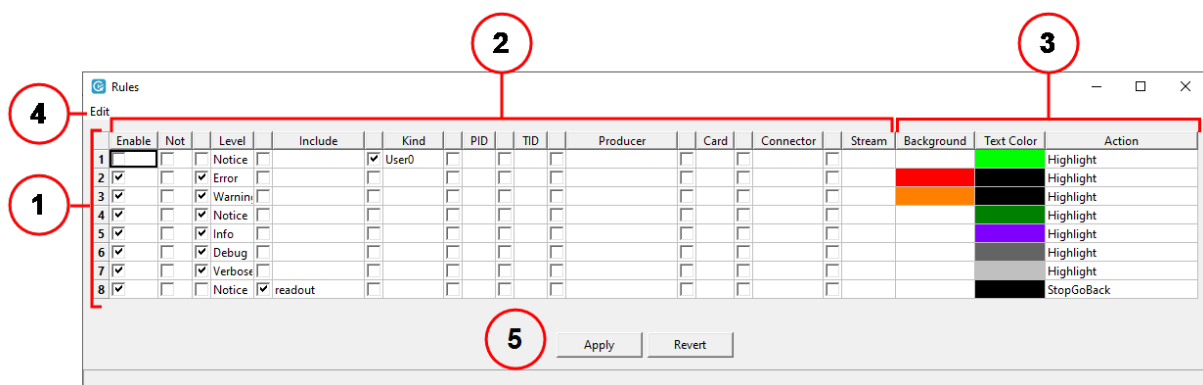 2
3
Rules
4
Edit
Enable Not Level Include Kind PID TID Producer Card Connector Stream Background Text Color Action
1 Notice User0 Highlight
2 Error Highlight
3 Warning Highlight
1
4 Notice Highlight
5 Info Highlight
6 Debug Highlight
7 Verbose Highlight
8 Notice readout StopGoBack
5
Apply Revert